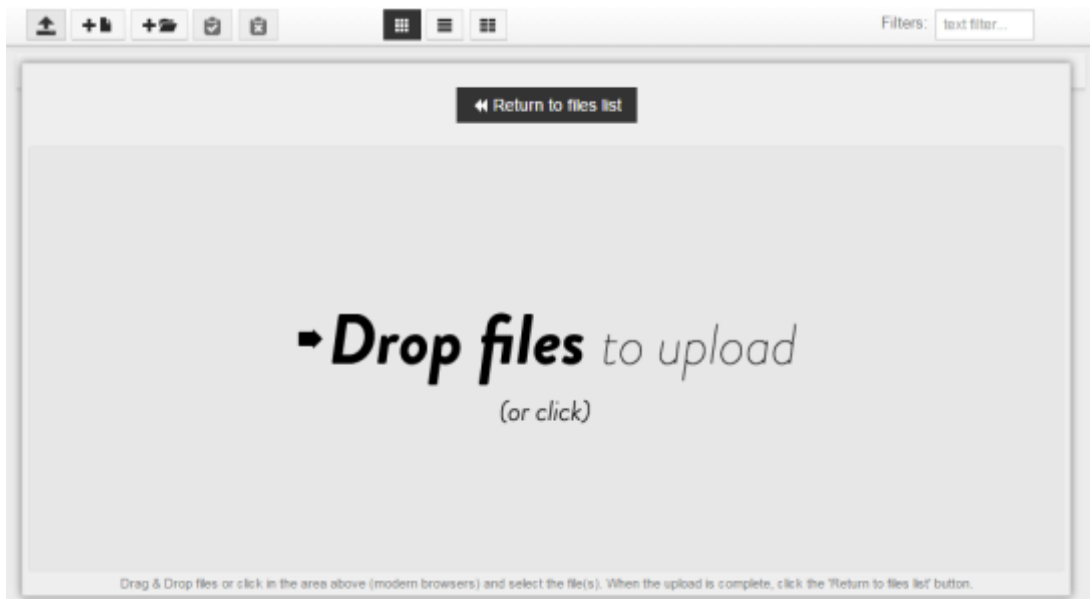 Filters: text filter...
Return to files list
Drop files to upload
(or click)
Drag & Drop files or click in the area above (modern browsers) and select the file(s). When the upload is complete, click the 'Return to files list' button.